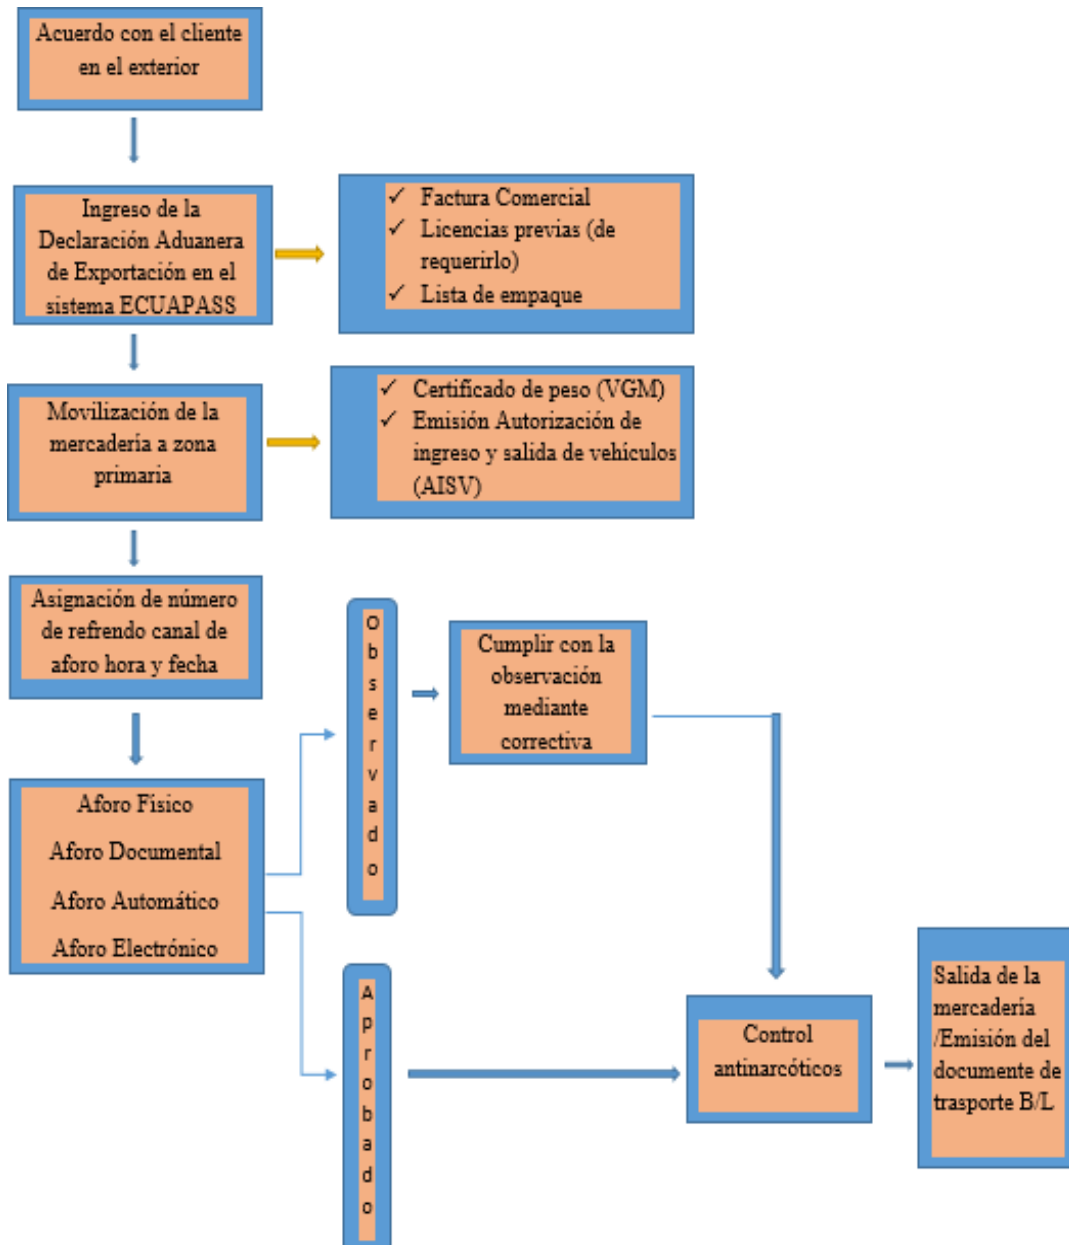 Acuerdo con el cliente
en el exterior
Ingreso de la
Declaración Aduanera
de Exportación en el
sistema ECUAPASS
✓ Factura Comercial
✓ Licencias previas (de
requerirlo)
✓ Lista de empaque
Movilización de la
mercadería a zona
primaria
✓ Certificado de peso (VGM)
✓ Emisión Autorización de
ingreso y salida de vehículos
(AISV)
Asignación de número
de refrendo canal de
aforo hora y fecha
Observado
Cumplir con la
observación
mediante
correctiva
Aforo Físico
Aforo Documental
Aforo Automático
Aforo Electrónico
Aprobado
Control
antinarcóticos
Salida de la
mercadería
/Emisión del
documente de
trasporte B/L